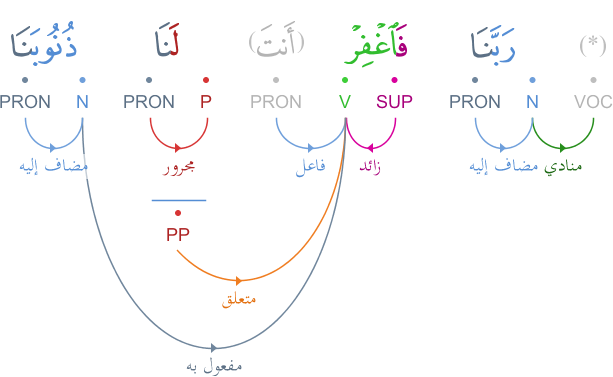 (*) رَبَّنَا فَٱغْفِرْ (أَنتَ) لَنَا ذُنُوبَنَا
VOC N PRON SUP V PRON P PRON N PRON
منادي مضاف إليه زائد فاعل مجرور مضاف إليه
PP
متعلق
مفعول به